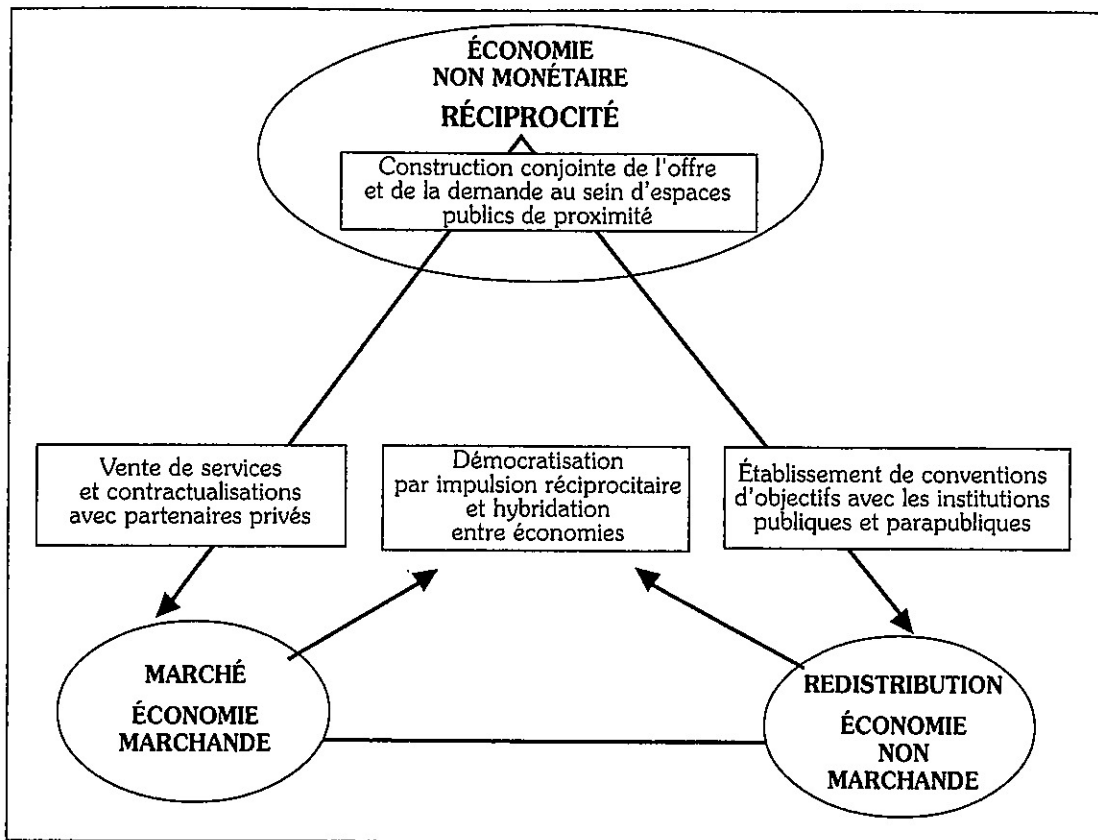 ÉCONOMIE
NON MONÉTAIRE
RÉCIPROCITÉ
Construction conjointe de l'offre
et de la demande au sein d'espaces
publics de proximité
Vente de services
et contractualisations
avec partenaires privés
Démocratisation
par impulsion réciprocitaire
et hybridation
entre économies
Établissement de conventions
d'objectifs avec les institutions
publiques et parapubliques
MARCHÉ
ÉCONOMIE
MARCHANDE
REDISTRIBUTION
ÉCONOMIE
NON
MARCHANDE